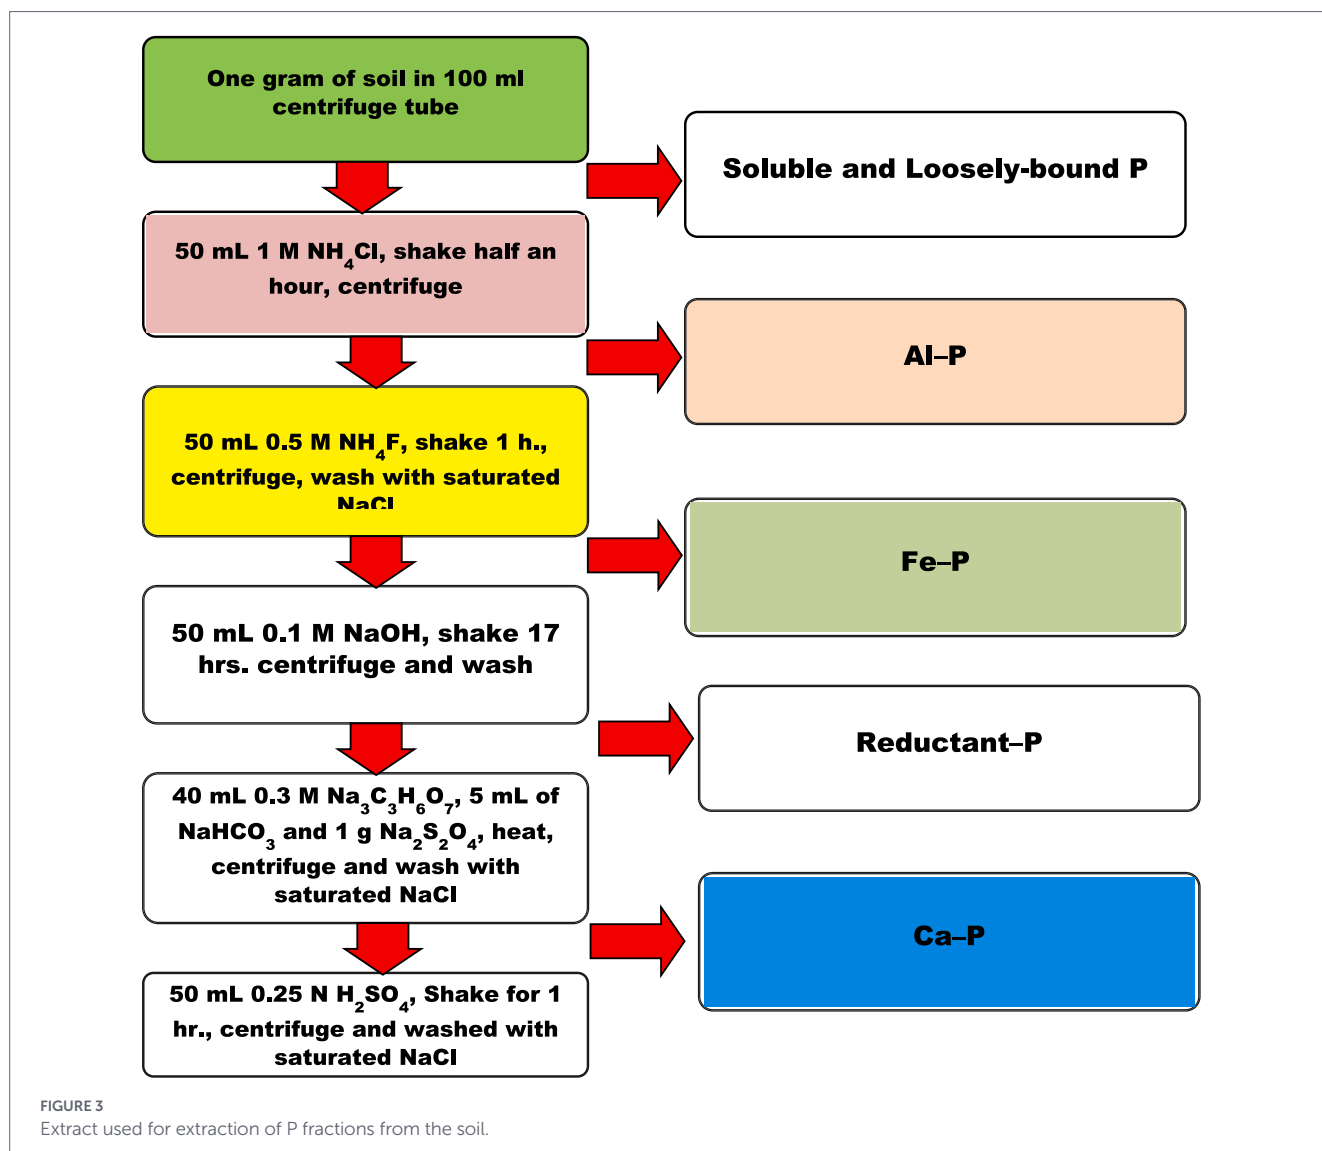 One gram of soil in 100 ml
centrifuge tube
Soluble and Loosely-bound P
50 mL 1 M NH₄Cl, shake half an
hour, centrifuge
Al–P
50 mL 0.5 M NH₄F, shake 1 h.,
centrifuge, wash with saturated
NaCl
Fe–P
50 mL 0.1 M NaOH, shake 17
hrs. centrifuge and wash
Reductant–P
40 mL 0.3 M Na₃C₃H₆O₇, 5 mL of
NaHCO₃ and 1 g Na₂S₂O₄, heat,
centrifuge and wash with
saturated NaCl
Ca–P
50 mL 0.25 N H₂SO₄, Shake for 1
hr., centrifuge and washed with
saturated NaCl
FIGURE 3
Extract used for extraction of P fractions from the soil.